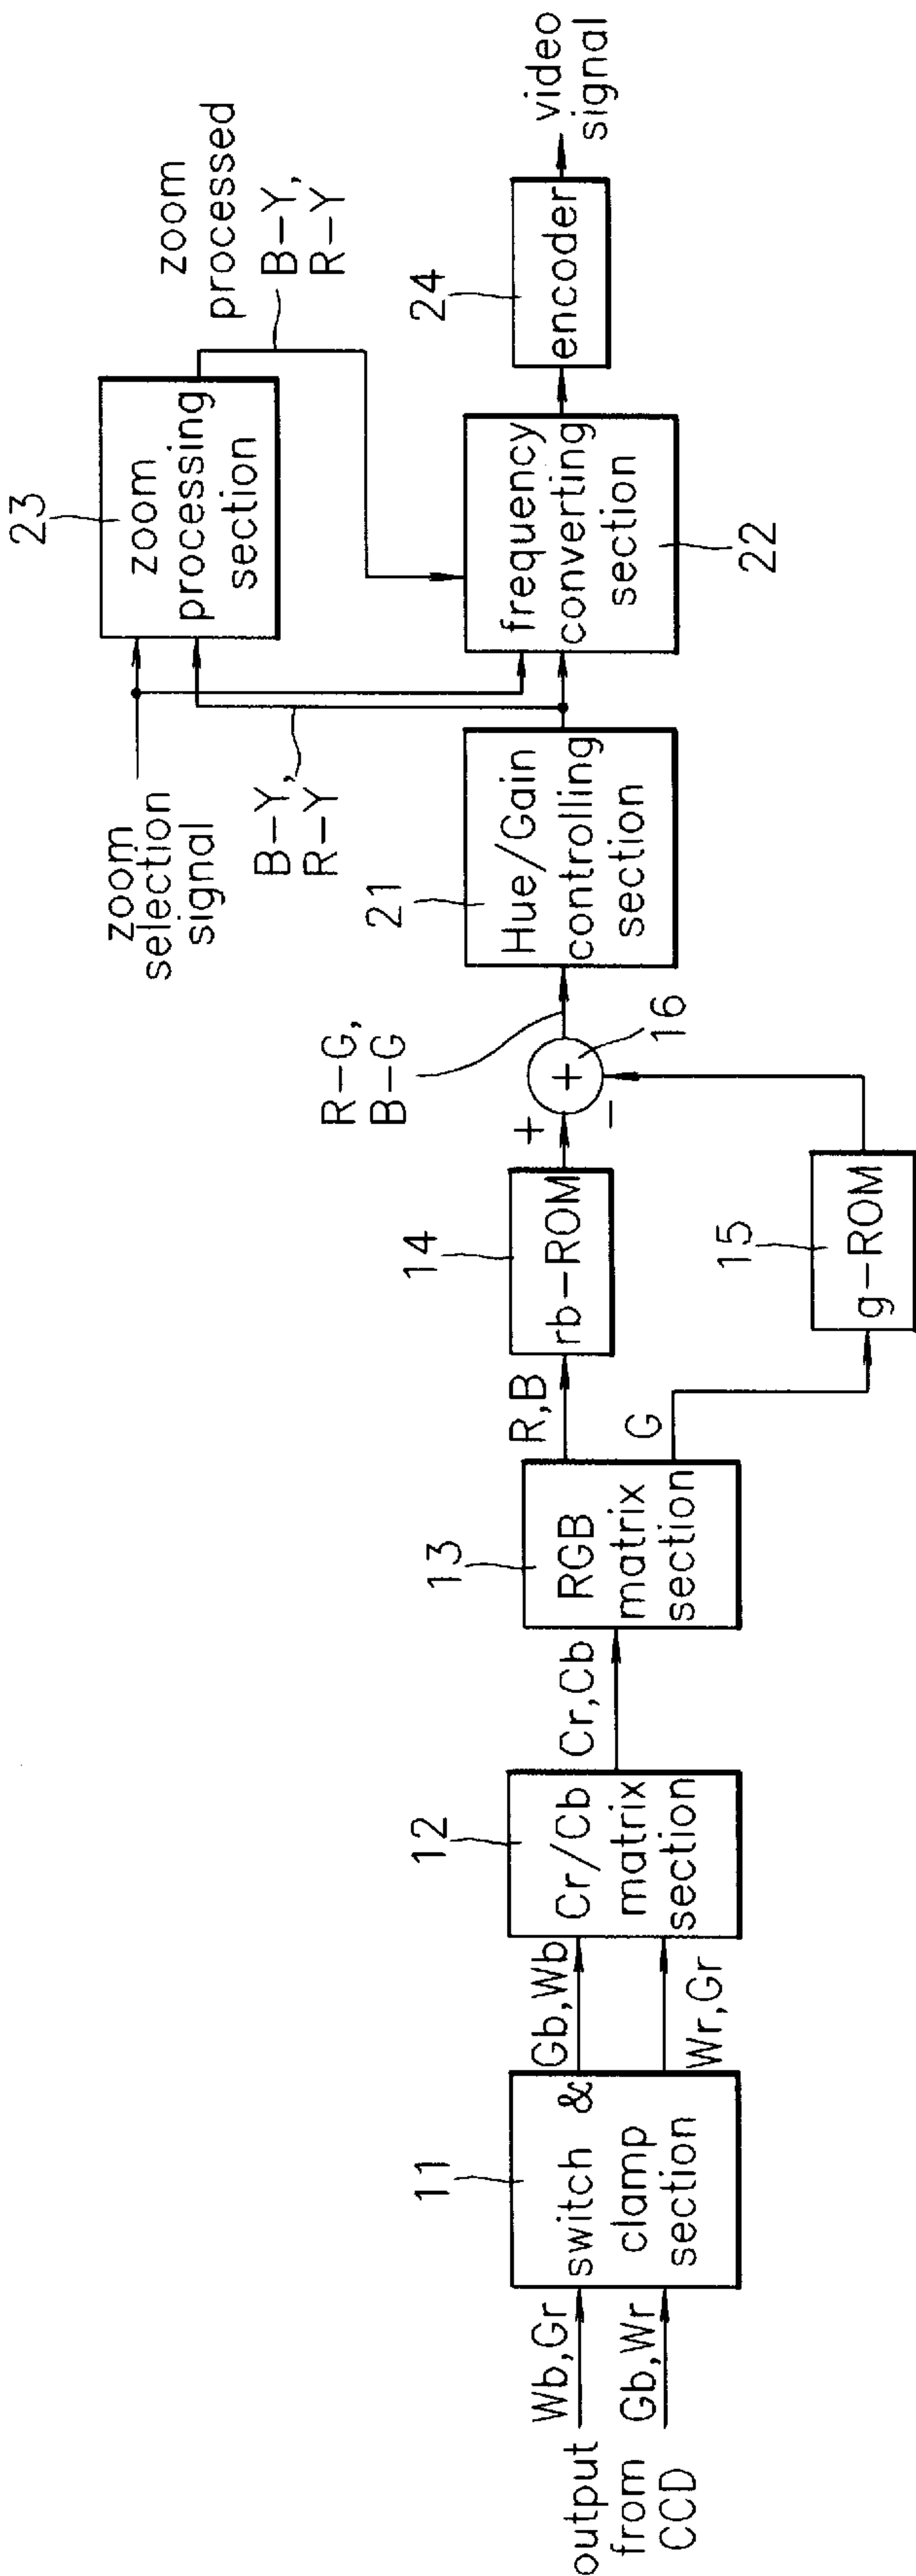 output
from
CCD
Wb,Gr
Gb,Wr
11
switch &
clamp
section
Gb,Wb
Wr,Gr
12
Cr/Cb
matrix
section
Cr,Cb
13
RGB
matrix
section
R,B
G
14
rb-ROM
15
g-ROM
+
−
+
16
R-G,
B-G
21
Hue/Gain
controlling
section
zoom
selection
signal
B-Y,
R-Y
23
zoom
processing
section
zoom
processed
B-Y,
R-Y
frequency
converting
section
22
24
encoder
video
signal